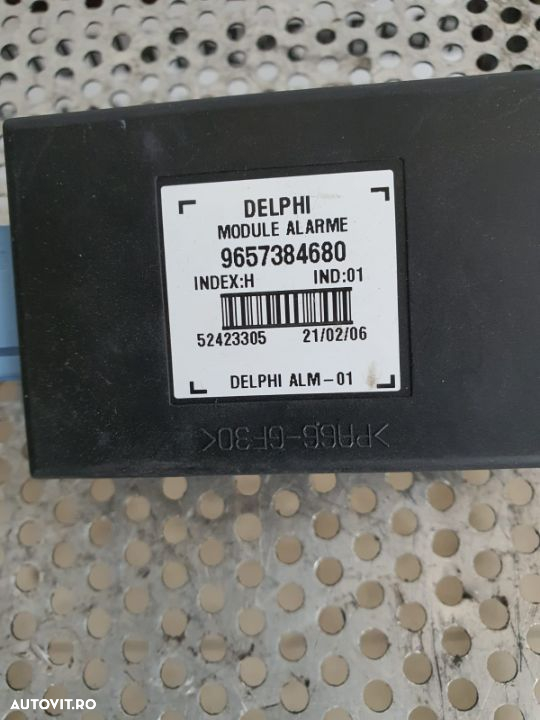 DELPHI
MODULE ALARME
9657384680
INDEX:H IND:01
52423305 21/02/06
DELPHI ALM-01
>PA66-GF30<
AUTOVIT.RO